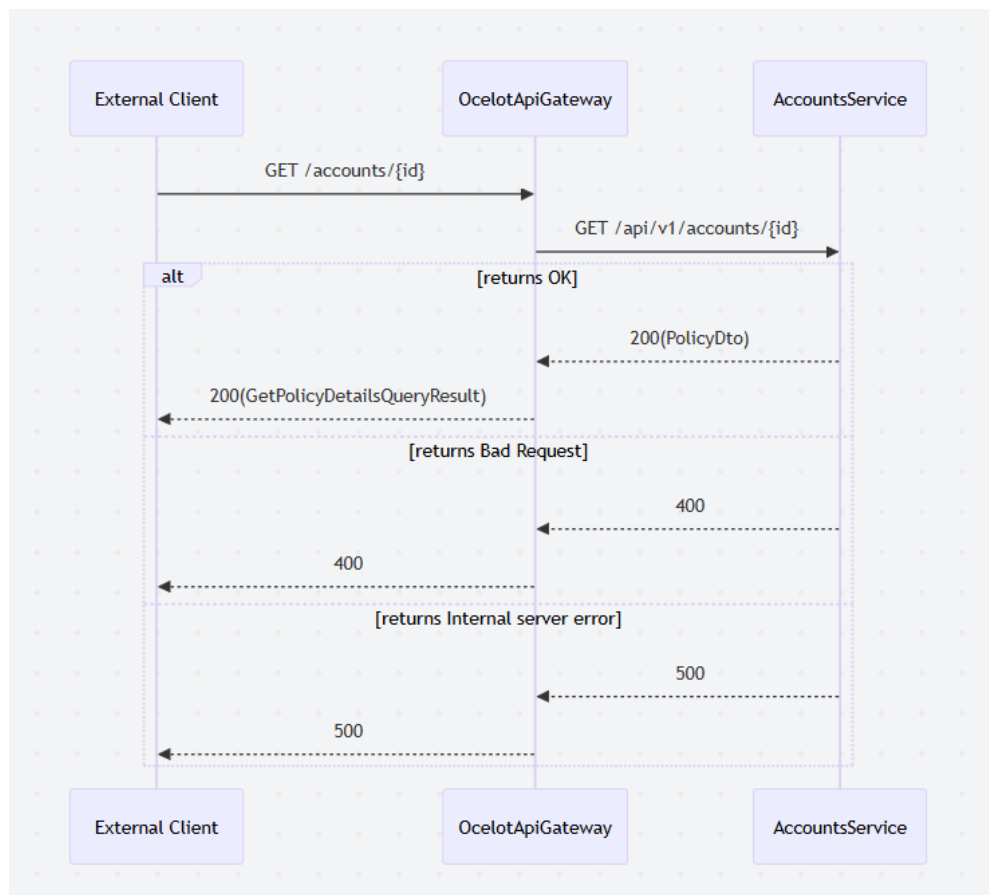 External Client
OcelotApiGateway
AccountsService
GET /accounts/{id}
GET /api/v1/accounts/{id}
alt
[returns OK]
200(PolicyDto)
200(GetPolicyDetailsQueryResult)
[returns Bad Request]
400
400
[returns Internal server error]
500
500
External Client
OcelotApiGateway
AccountsService